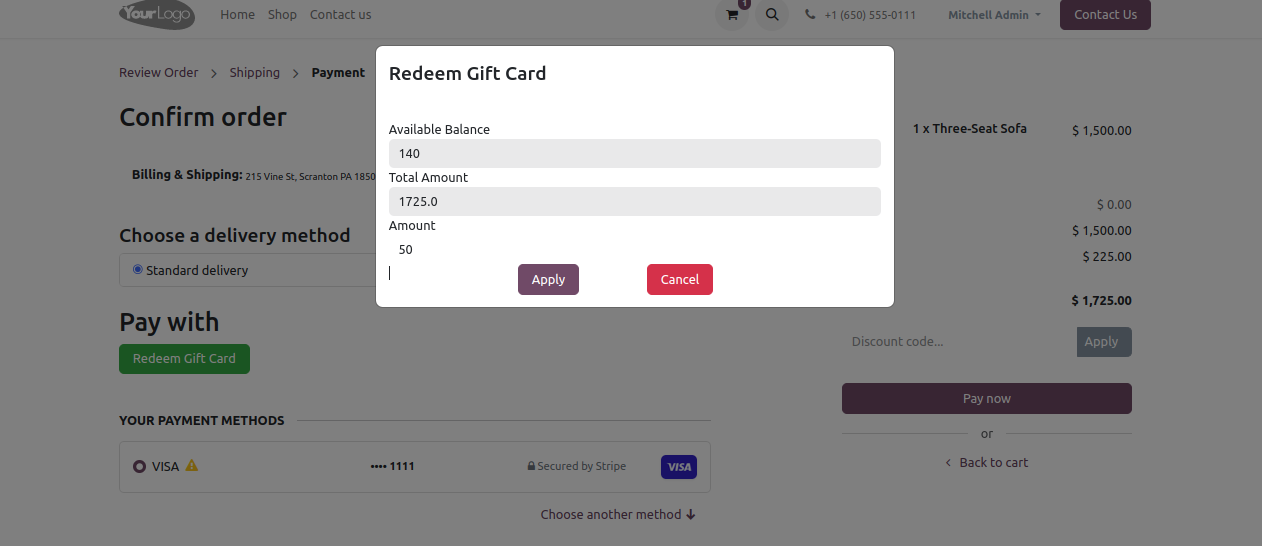 YourLogo
Home Shop Contact us
1
+1 (650) 555-0111
Mitchell Admin
Contact Us
Review Order > Shipping > Payment
Confirm order
Billing & Shipping: 215 Vine St, Scranton PA 1850
Choose a delivery method
Standard delivery
Pay with
Redeem Gift Card
YOUR PAYMENT METHODS
VISA
•••• 1111
Secured by Stripe
VISA
Choose another method
Redeem Gift Card
Available Balance
140
Total Amount
1725.0
Amount
50
Apply
Cancel
1 x Three-Seat Sofa $ 1,500.00
$ 0.00
$ 1,500.00
$ 225.00
$ 1,725.00
Discount code... Apply
Pay now
or
Back to cart